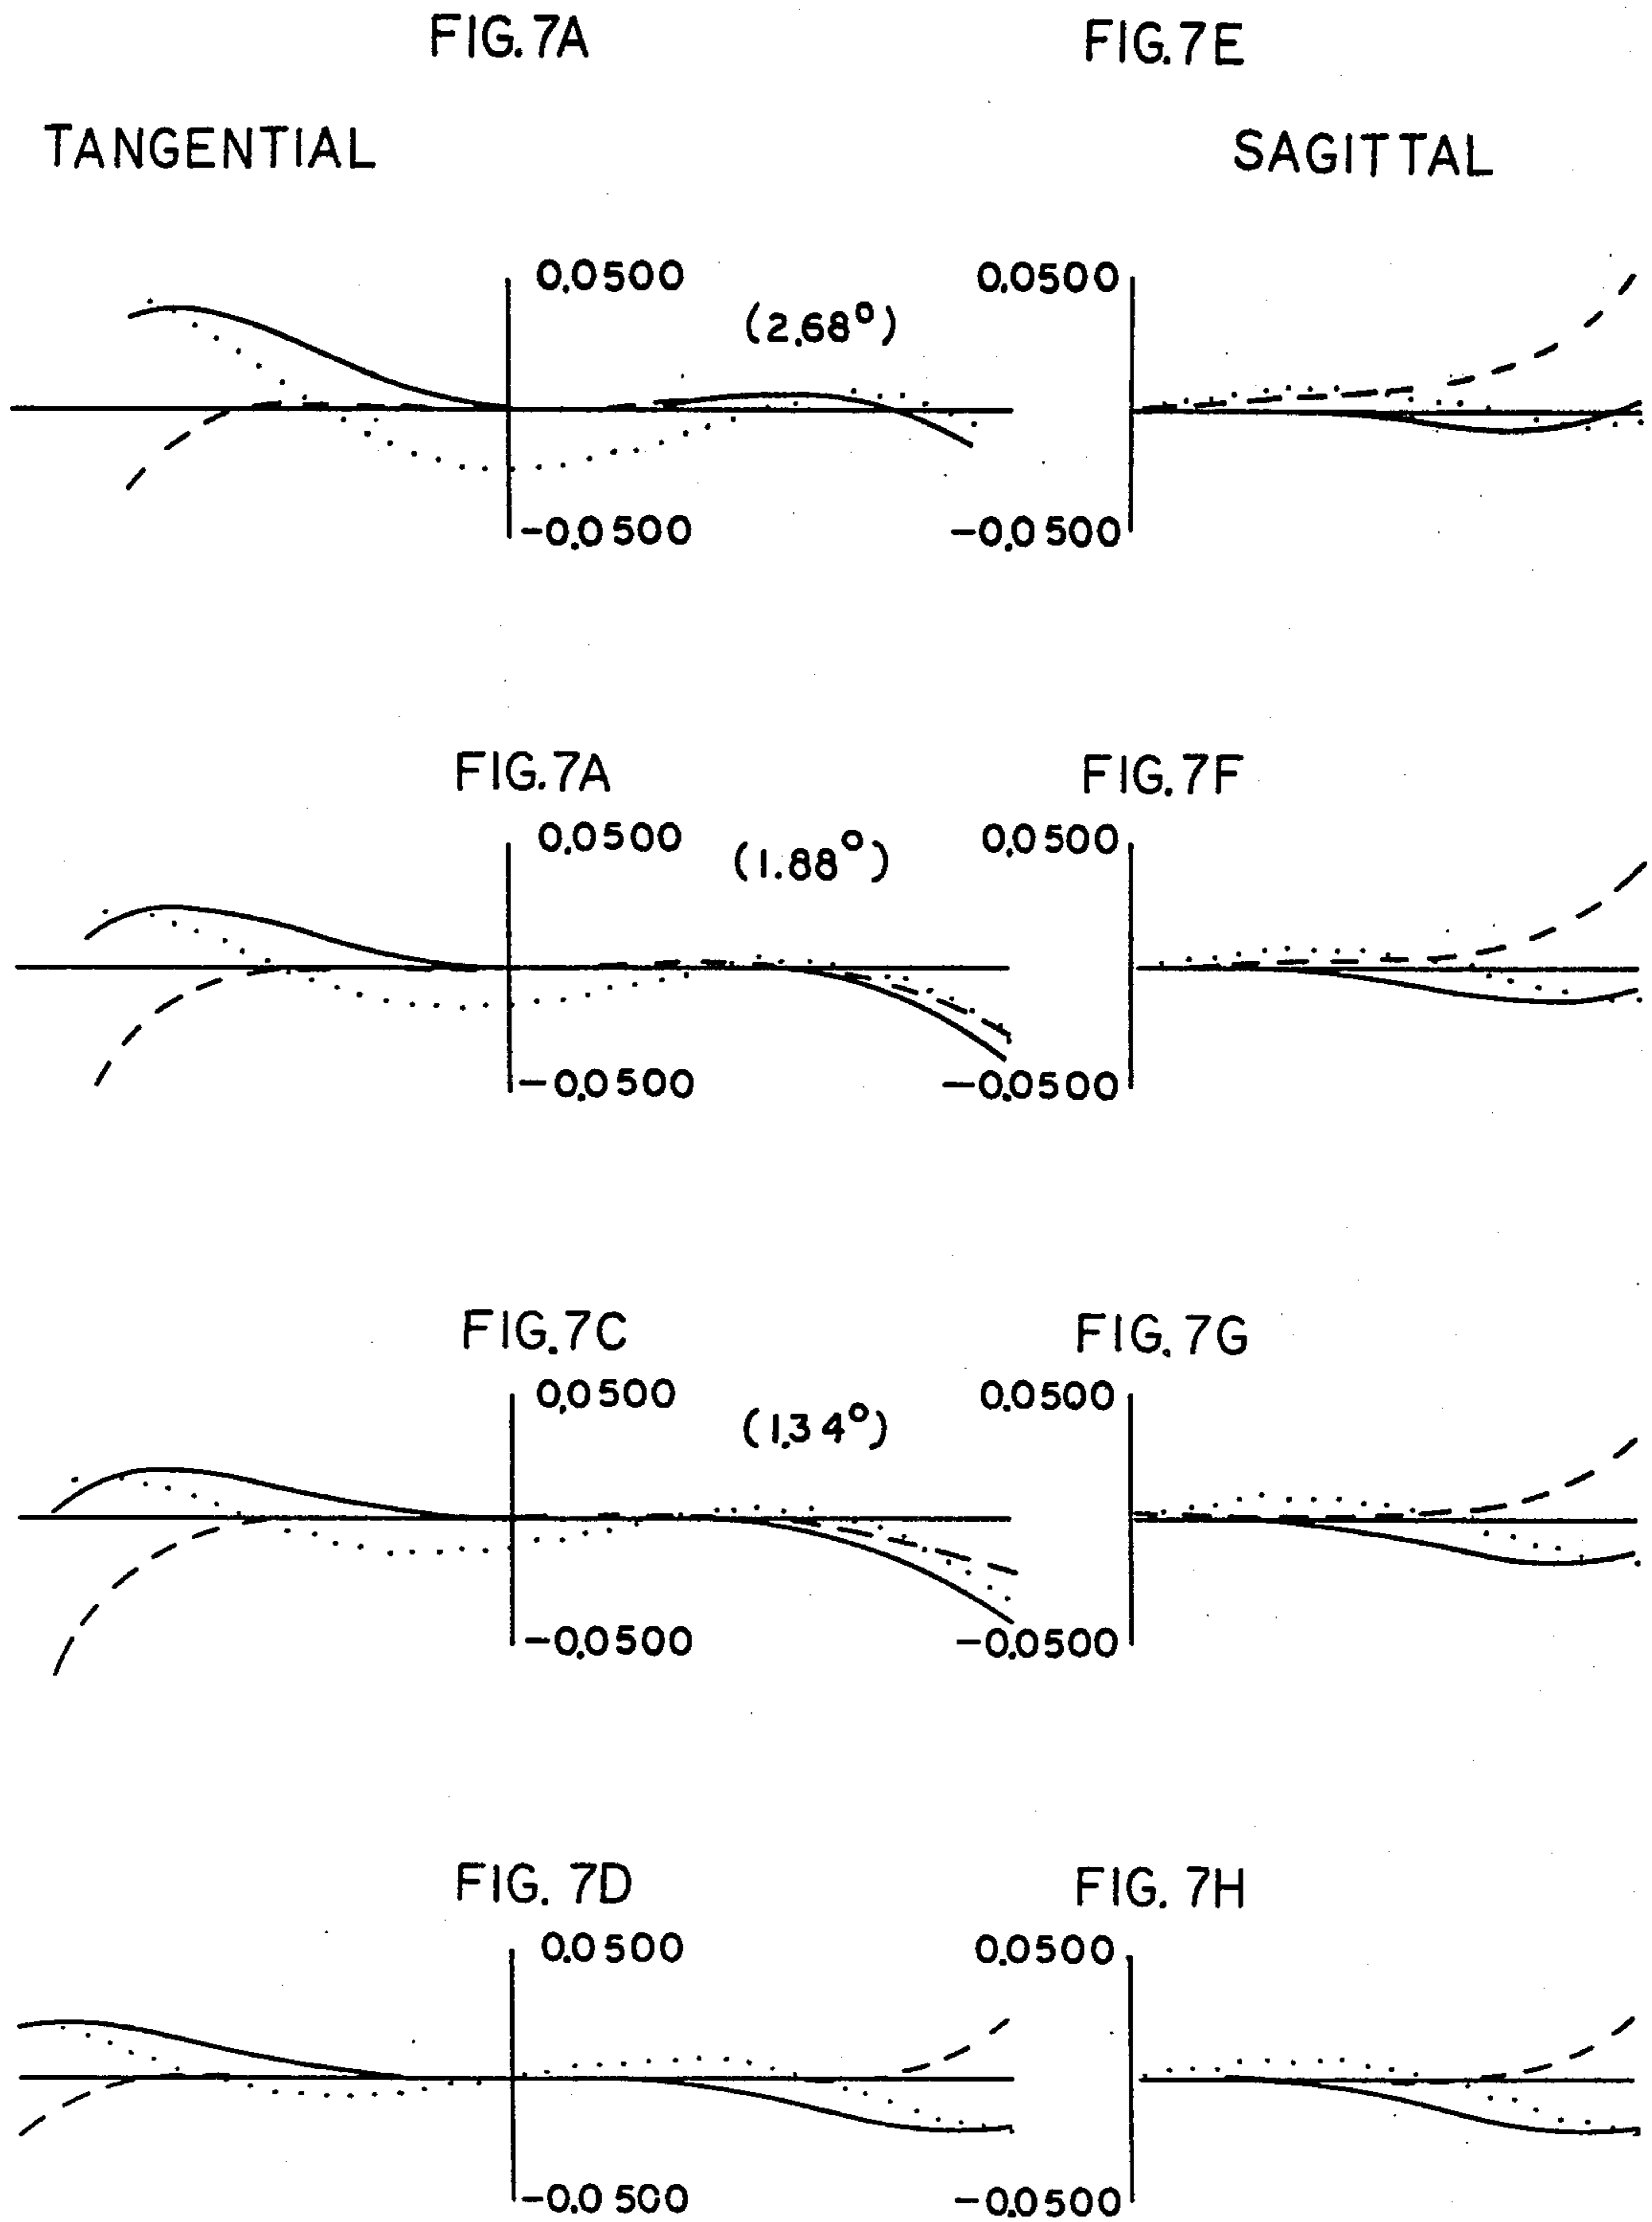 FIG.7A FIG.7E
TANGENTIAL SAGITTAL
0.0500 (2.68°) 0.0500
-0.0500 -0.0500
FIG.7A FIG.7F
0.0500 (1.88°) 0.0500
-0.0500 -0.0500
FIG.7C FIG.7G
0.0500 (1.34°) 0.0500
-0.0500 -0.0500
FIG. 7D FIG. 7H
0.0500 0.0500
-0.0500 -0.0500